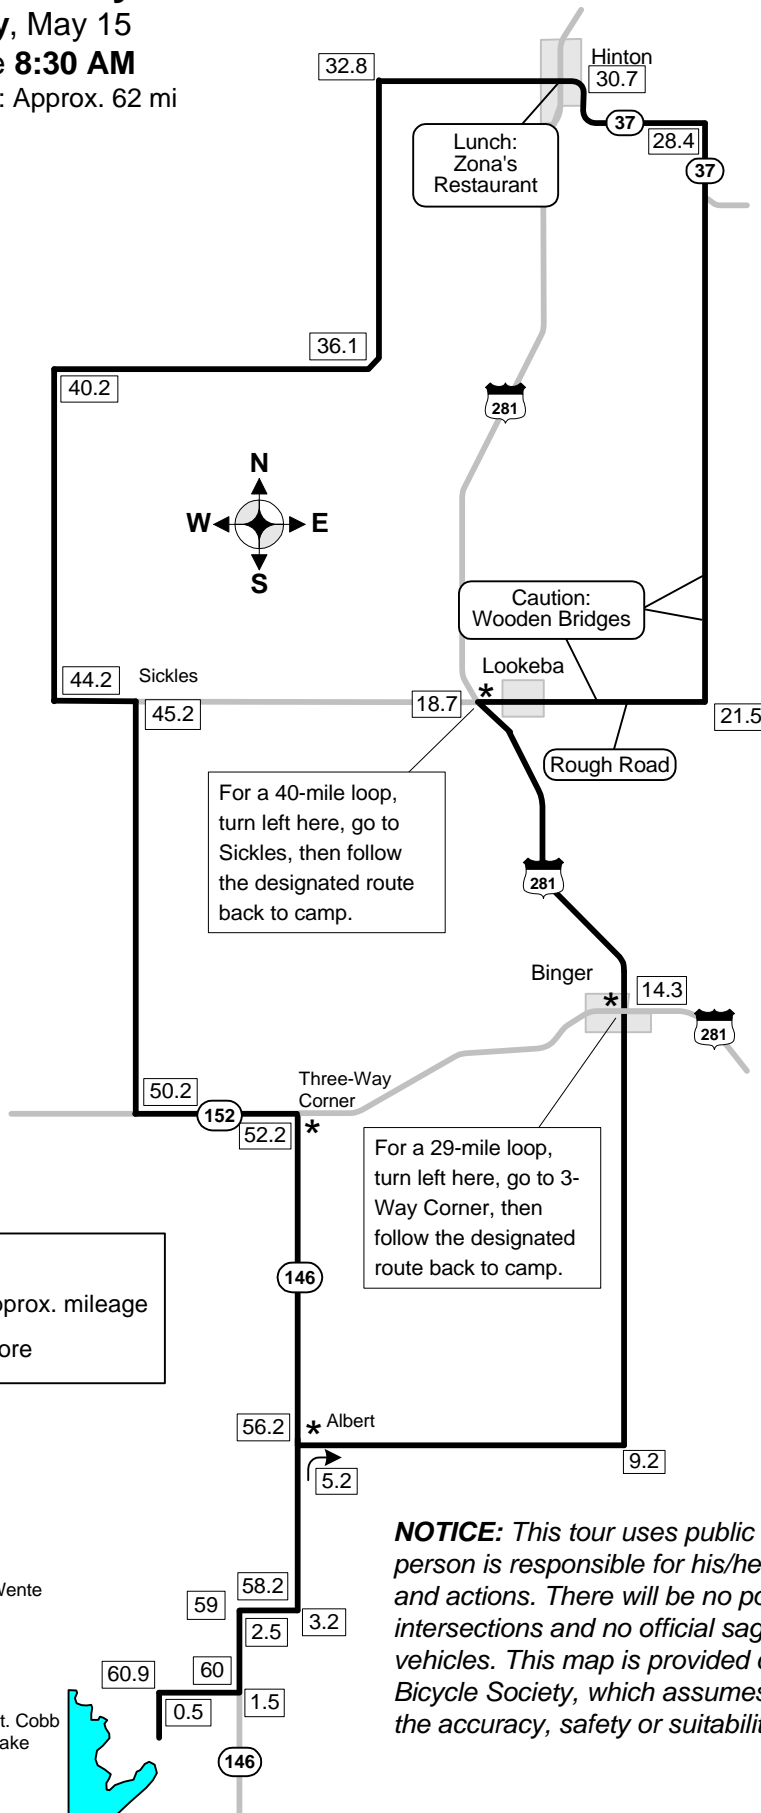 , May 15
8:30 AM
: Approx. 62 mi
32.8
Hinton
30.7
37
28.4
37
Lunch:
Zona's
Restaurant
36.1
40.2
281
N
W
E
S
Caution:
Wooden Bridges
44.2
Sickles
45.2
18.7
*
Lookeba
21.5
Rough Road
For a 40-mile loop,
turn left here, go to
Sickles, then follow
the designated route
back to camp.
281
Binger
*
14.3
281
50.2
152
Three-Way
Corner
52.2
*
For a 29-mile loop,
turn left here, go to 3-
Way Corner, then
follow the designated
route back to camp.
146
prox. mileage
ore
56.2
* Albert
5.2
9.2
NOTICE: This tour uses public
person is responsible for his/he
and actions. There will be no po
intersections and no official sag
vehicles. This map is provided
Bicycle Society, which assumes
the accuracy, safety or suitabilit
Wente
58.2
59
2.5
3.2
60.9
60
0.5
1.5
t. Cobb
ake
146